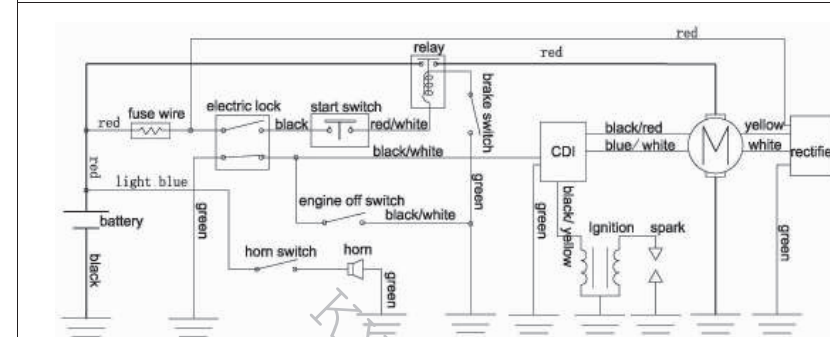 red
relay
red
fuse wire
electric lock
start switch
brake switch
red
black
red/white
black/red
yellow
CDI
M
black/white
blue/ white
white
red
light blue
green
engine off switch
black/white
green
green
black/ yellow
Ignition
spark
green
battery
horn switch
horn
black
green